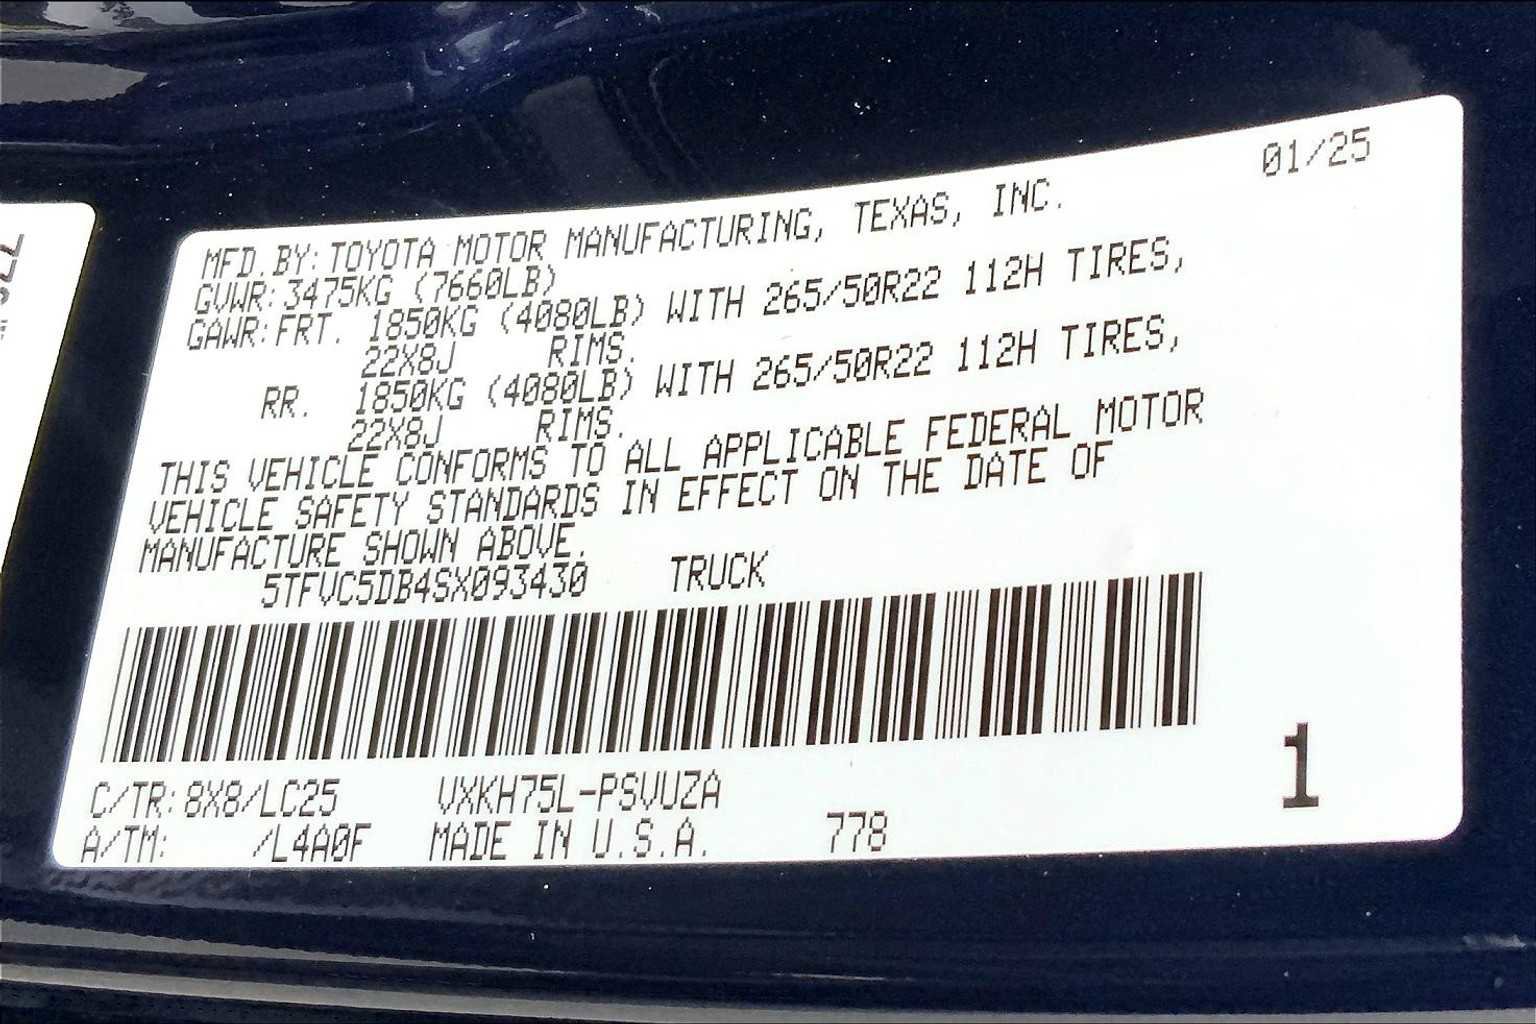 01/25
MFD.BY:TOYOTA MOTOR MANUFACTURING, TEXAS, INC.
GVWR:3475KG (7660LB)
GAWR:FRT. 1850KG (4080LB) WITH 265/50R22 112H TIRES,
22X8J RIMS.
RR. 1850KG (4080LB) WITH 265/50R22 112H TIRES,
22X8J RIMS.
THIS VEHICLE CONFORMS TO ALL APPLICABLE FEDERAL MOTOR
VEHICLE SAFETY STANDARDS IN EFFECT ON THE DATE OF
MANUFACTURE SHOWN ABOVE.
5TFVC5DB4SX093430 TRUCK
1
C/TR:8X8/LC25 VXKH75L-PSVUZA
A/TM: /L4A0F MADE IN U.S.A. 778